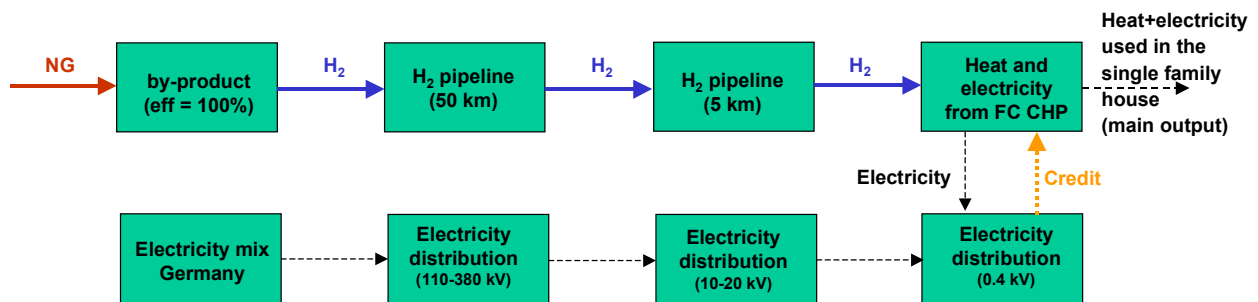 NG
by-product
(eff = 100%)
H2
H2 pipeline
(50 km)
H2
H2 pipeline
(5 km)
H2
Heat and
electricity
from FC CHP
Heat+electricity
used in the
single family
house
(main output)
Electricity
Credit
Electricity mix
Germany
Electricity
distribution
(110-380 kV)
Electricity
distribution
(10-20 kV)
Electricity
distribution
(0.4 kV)